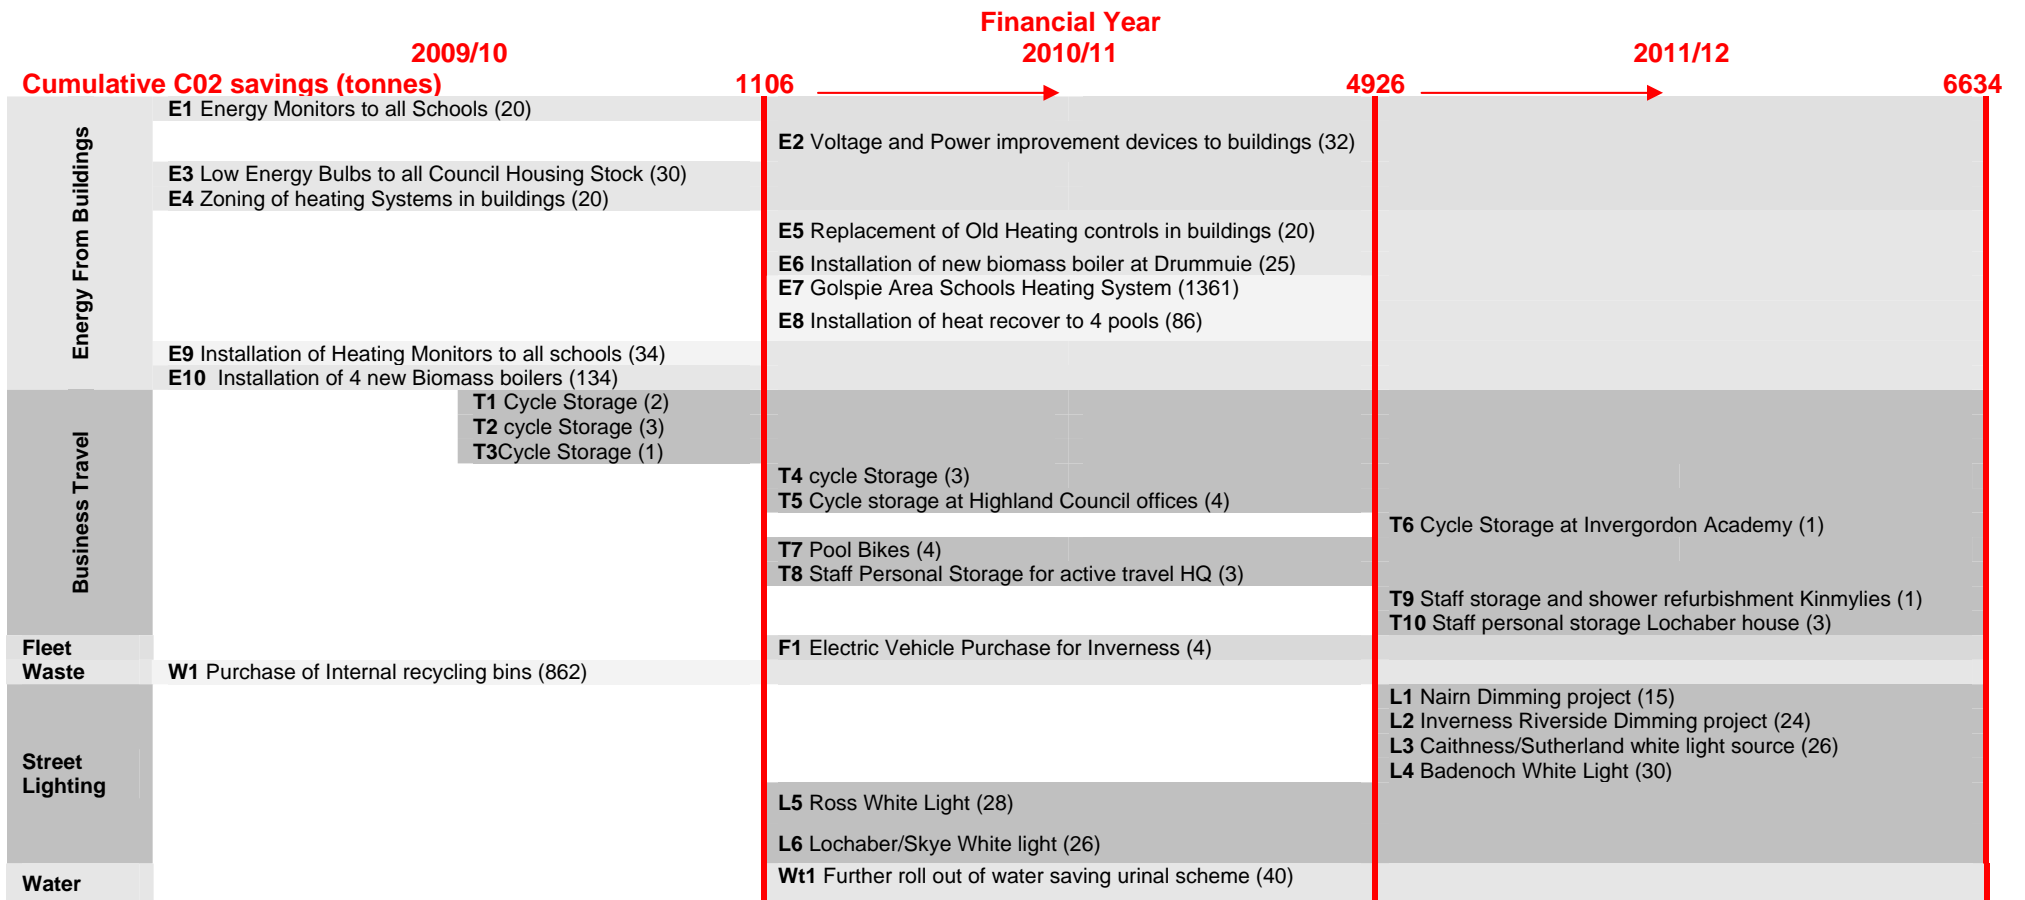 Financial Year
2009/10 2010/11 2011/12
Cumulative C02 savings (tonnes) 1106 4926 6634
Energy From Buildings
E1 Energy Monitors to all Schools (20)
E2 Voltage and Power improvement devices to buildings (32)
E3 Low Energy Bulbs to all Council Housing Stock (30)
E4 Zoning of heating Systems in buildings (20)
E5 Replacement of Old Heating controls in buildings (20)
E6 Installation of new biomass boiler at Drummuie (25)
E7 Golspie Area Schools Heating System (1361)
E8 Installation of heat recover to 4 pools (86)
E9 Installation of Heating Monitors to all schools (34)
E10 Installation of 4 new Biomass boilers (134)
Business Travel
T1 Cycle Storage (2)
T2 cycle Storage (3)
T3Cycle Storage (1)
T4 cycle Storage (3)
T5 Cycle storage at Highland Council offices (4)
T6 Cycle Storage at Invergordon Academy (1)
T7 Pool Bikes (4)
T8 Staff Personal Storage for active travel HQ (3)
T9 Staff storage and shower refurbishment Kinmylies (1)
T10 Staff personal storage Lochaber house (3)
Fleet F1 Electric Vehicle Purchase for Inverness (4)
Waste W1 Purchase of Internal recycling bins (862)
Street
Lighting
L1 Nairn Dimming project (15)
L2 Inverness Riverside Dimming project (24)
L3 Caithness/Sutherland white light source (26)
L4 Badenoch White Light (30)
L5 Ross White Light (28)
L6 Lochaber/Skye White light (26)
Water Wt1 Further roll out of water saving urinal scheme (40)